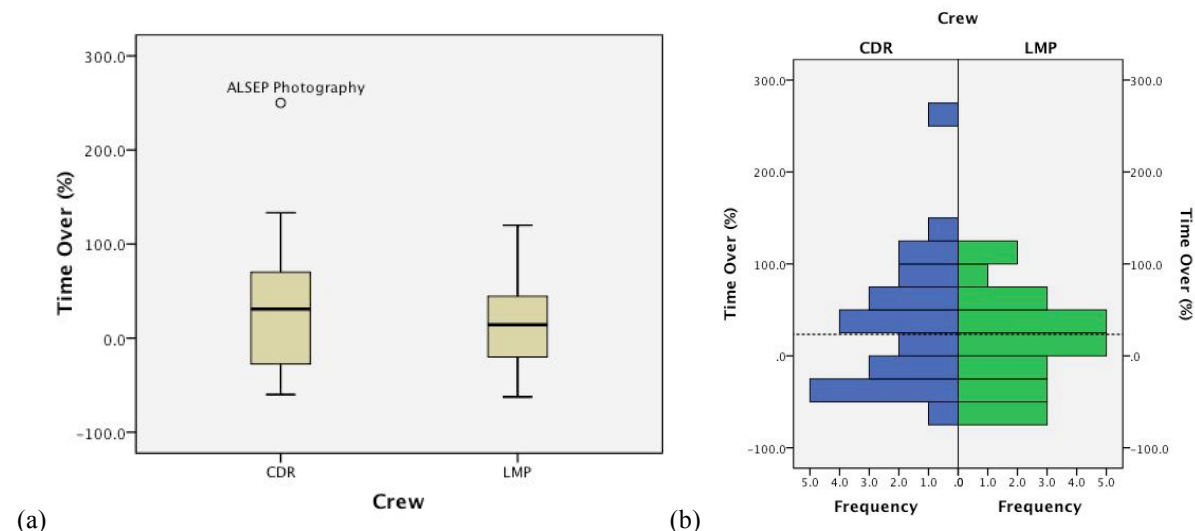 300.0
200.0
100.0
0.0
-100.0
Time Over (%)
ALSEP Photography
CDR
LMP
Crew
(a)
Crew
CDR
LMP
300.0
200.0
100.0
.0
-100.0
Time Over (%)
300.0
200.0
100.0
.0
-100.0
Time Over (%)
5.0 4.0 3.0 2.0 1.0 .0 1.0 2.0 3.0 4.0 5.0
Frequency
Frequency
(b)